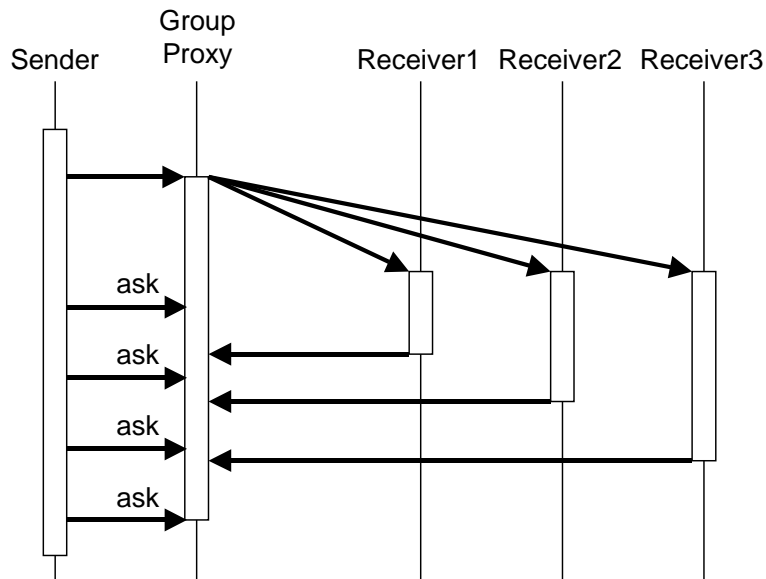 Group
Proxy
Sender
Receiver1
Receiver2
Receiver3
ask
ask
ask
ask